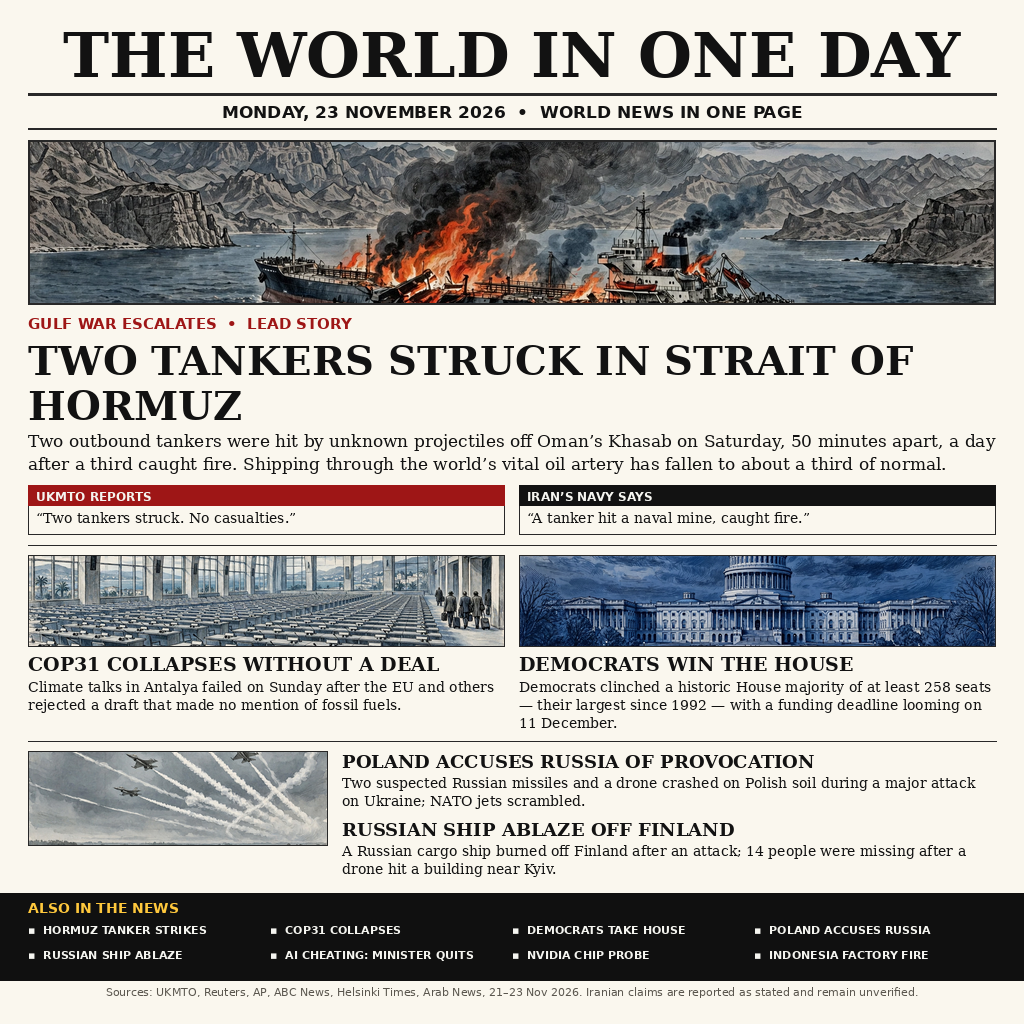 THE WORLD IN ONE DAY
MONDAY, 23 NOVEMBER 2026 • WORLD NEWS IN ONE PAGE
GULF WAR ESCALATES • LEAD STORY
TWO TANKERS STRUCK IN STRAIT OF
HORMUZ
Two outbound tankers were hit by unknown projectiles off Oman’s Khasab on Saturday, 50 minutes apart, a day
after a third caught fire. Shipping through the world’s vital oil artery has fallen to about a third of normal.
UKMTO REPORTS
“Two tankers struck. No casualties.”
IRAN’S NAVY SAYS
“A tanker hit a naval mine, caught fire.”
COP31 COLLAPSES WITHOUT A DEAL
Climate talks in Antalya failed on Sunday after the EU and others
rejected a draft that made no mention of fossil fuels.
DEMOCRATS WIN THE HOUSE
Democrats clinched a historic House majority of at least 258 seats
— their largest since 1992 — with a funding deadline looming on
11 December.
POLAND ACCUSES RUSSIA OF PROVOCATION
Two suspected Russian missiles and a drone crashed on Polish soil during a major attack
on Ukraine; NATO jets scrambled.
RUSSIAN SHIP ABLAZE OFF FINLAND
A Russian cargo ship burned off Finland after an attack; 14 people were missing after a
drone hit a building near Kyiv.
ALSO IN THE NEWS
▪ HORMUZ TANKER STRIKES ▪ COP31 COLLAPSES ▪ DEMOCRATS TAKE HOUSE ▪ POLAND ACCUSES RUSSIA
▪ RUSSIAN SHIP ABLAZE ▪ AI CHEATING: MINISTER QUITS ▪ NVIDIA CHIP PROBE ▪ INDONESIA FACTORY FIRE
Sources: UKMTO, Reuters, AP, ABC News, Helsinki Times, Arab News, 21–23 Nov 2026. Iranian claims are reported as stated and remain unverified.